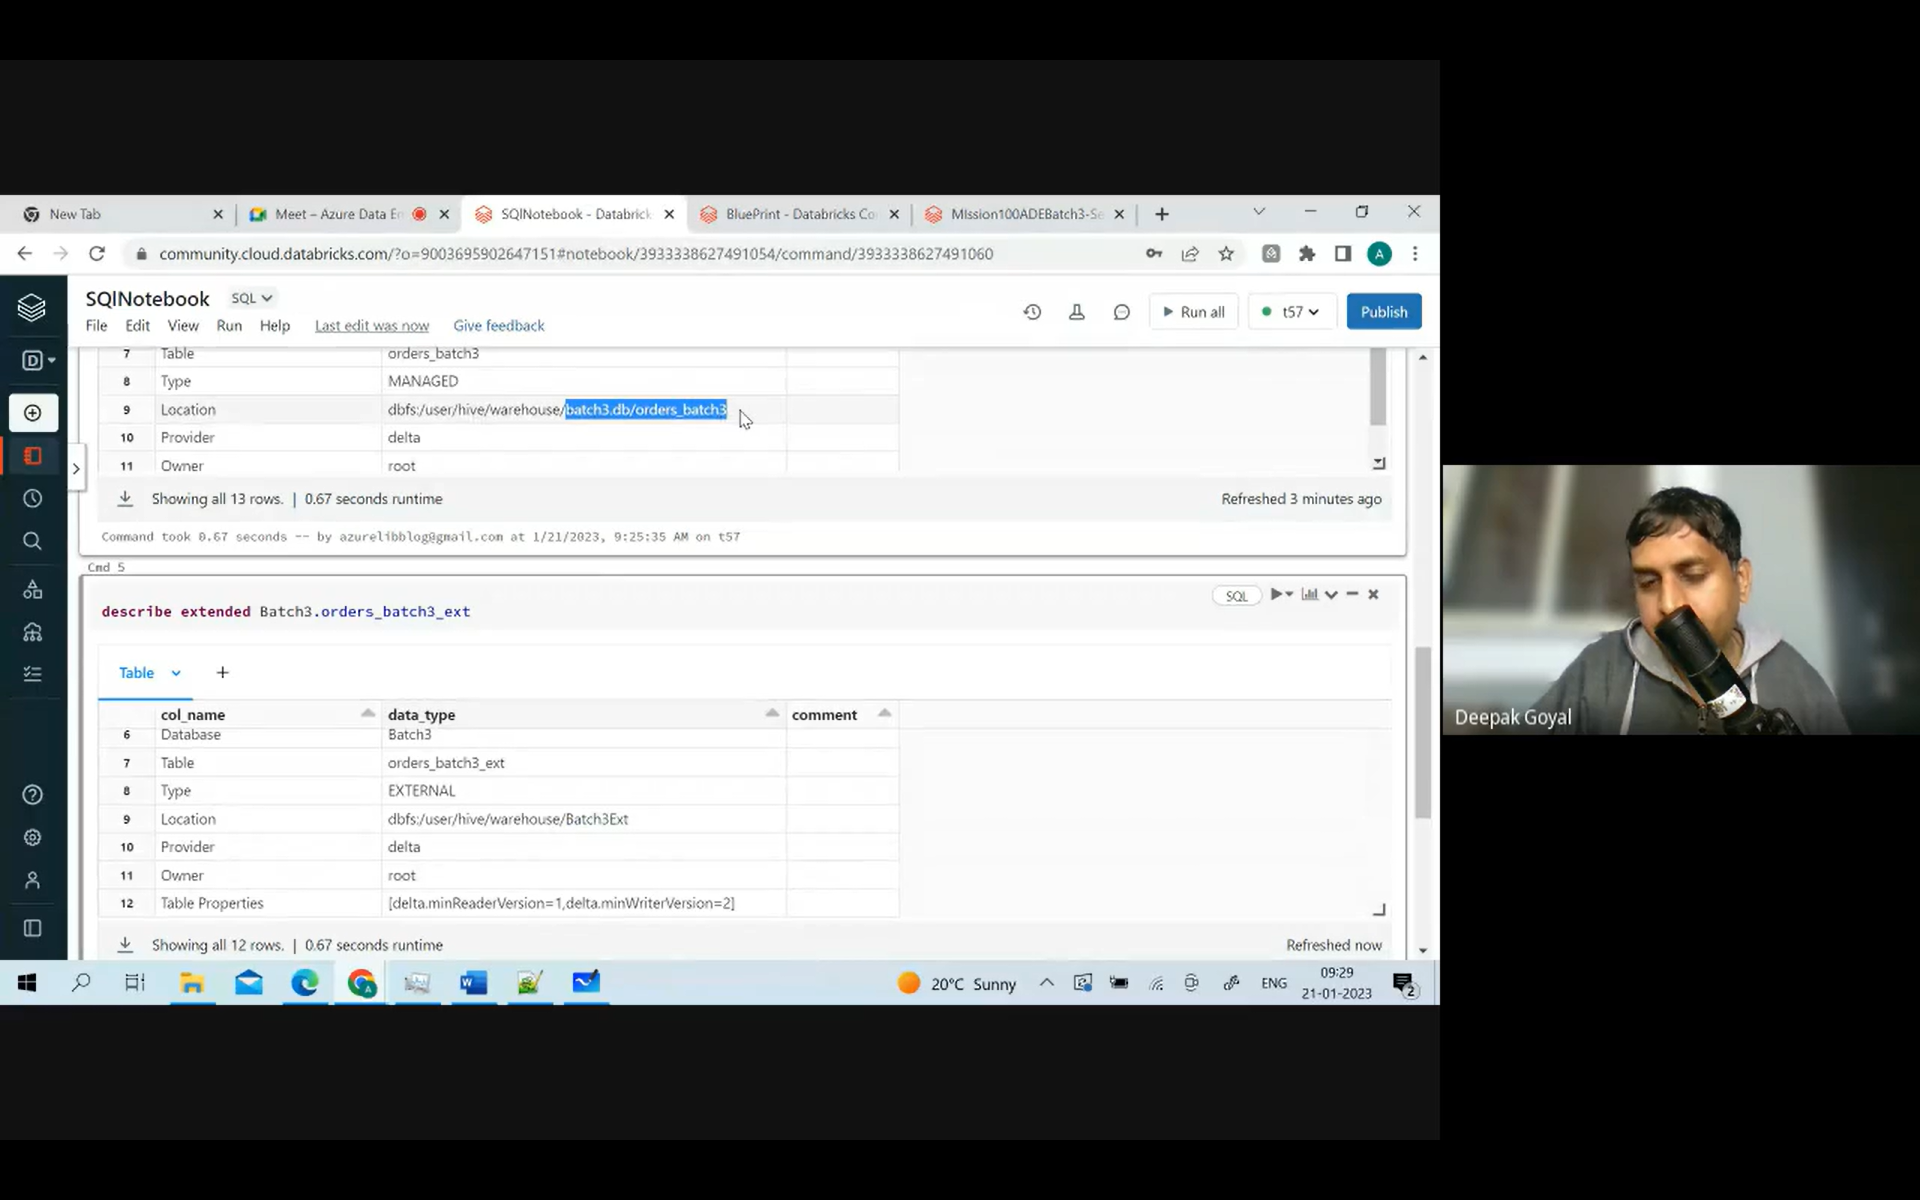 New Tab
Meet – Azure Data En
SQlNotebook - Databrick
BluePrint - Databricks Co
MIssion100ADEBatch3-Se
community.cloud.databricks.com/?o=9003695902647151#notebook/3933338627491054/command/3933338627491060
A
SQlNotebook SQL
File Edit View Run Help Last edit was now Give feedback
Run all
t57
Publish
D
7 Table orders_batch3
8 Type MANAGED
9 Location dbfs:/user/hive/warehouse/batch3.db/orders_batch3
10 Provider delta
11 Owner root
Showing all 13 rows. | 0.67 seconds runtime
Refreshed 3 minutes ago
Command took 0.67 seconds -- by azurelibblog@gmail.com at 1/21/2023, 9:25:35 AM on t57
Cmd 5
SQL
describe extended Batch3.orders_batch3_ext
Table
col_name data_type comment
6 Database Batch3
7 Table orders_batch3_ext
8 Type EXTERNAL
9 Location dbfs:/user/hive/warehouse/Batch3Ext
10 Provider delta
11 Owner root
12 Table Properties [delta.minReaderVersion=1,delta.minWriterVersion=2]
Showing all 12 rows. | 0.67 seconds runtime
Refreshed now
20°C Sunny
ENG
09:29
21-01-2023
2
Deepak Goyal